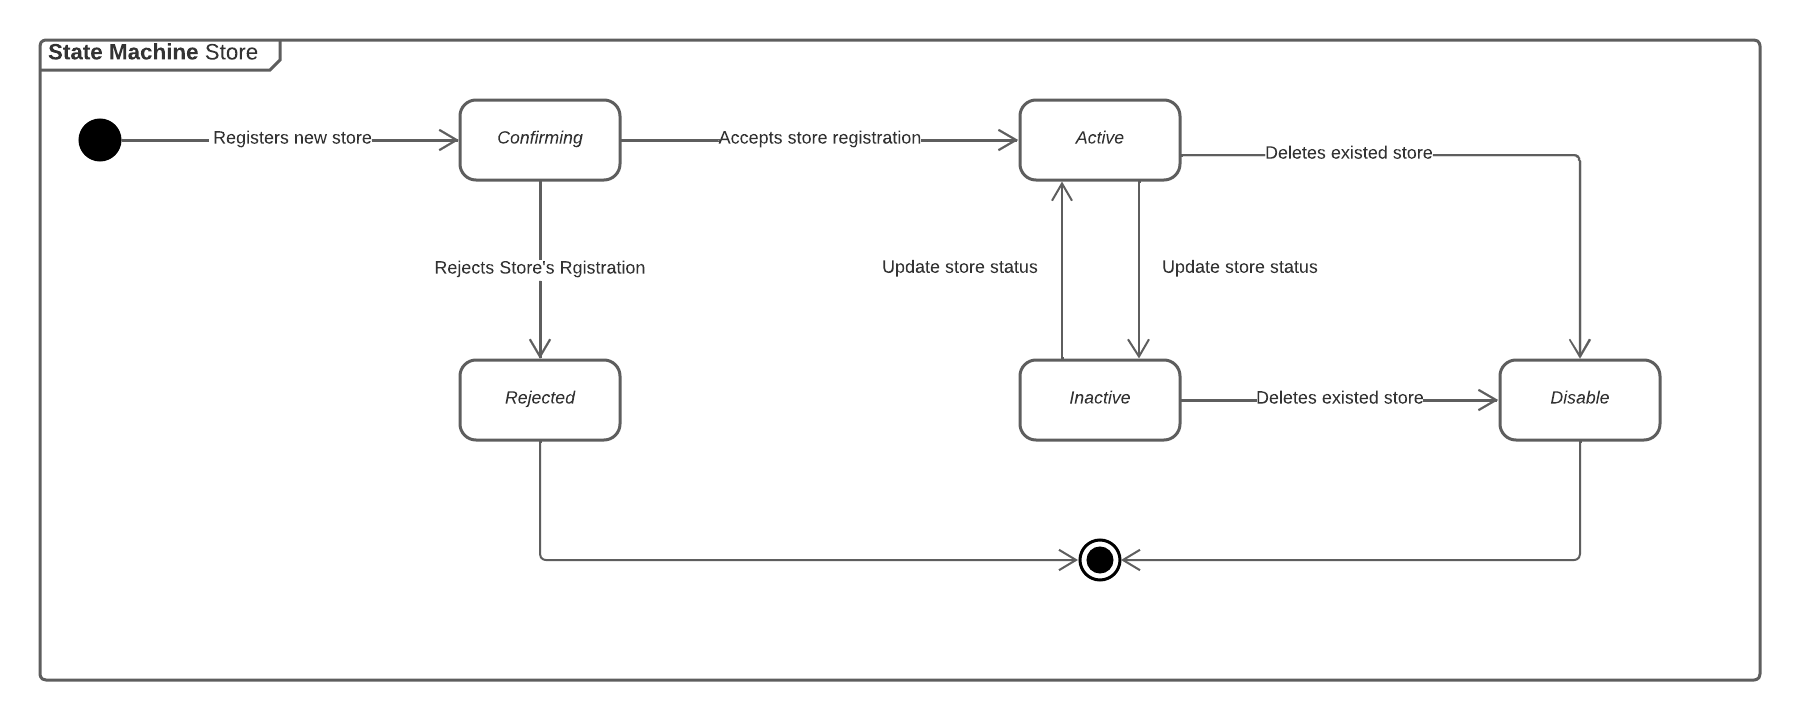 State Machine Store
Registers new store
Confirming
Accepts store registration
Active
Deletes existed store
Rejects Store's Rgistration
Update store status
Update store status
Rejected
Inactive
Deletes existed store
Disable